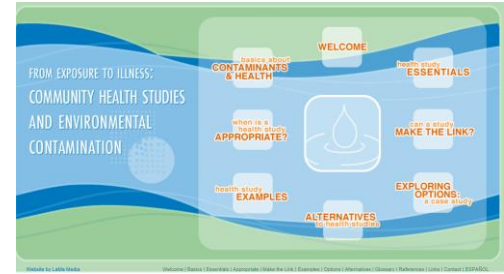 FROM EXPOSURE TO ILLNESS:
COMMUNITY HEALTH STUDIES
AND ENVIRONMENTAL
CONTAMINATION
WELCOME
basics about
CONTAMINANTS
& HEALTH
health study
ESSENTIALS
when is a
health study
APPROPRIATE?
can a study
MAKE THE LINK?
health study
EXAMPLES
EXPLORING
OPTIONS:
a case study
ALTERNATIVES
to health studies
Website by Latila Media
Welcome | Basics | Essentials | Appropriate | Make the Link | Examples | Options | Alternatives | Glossary | References | Links | Contact | ESPAÑOL